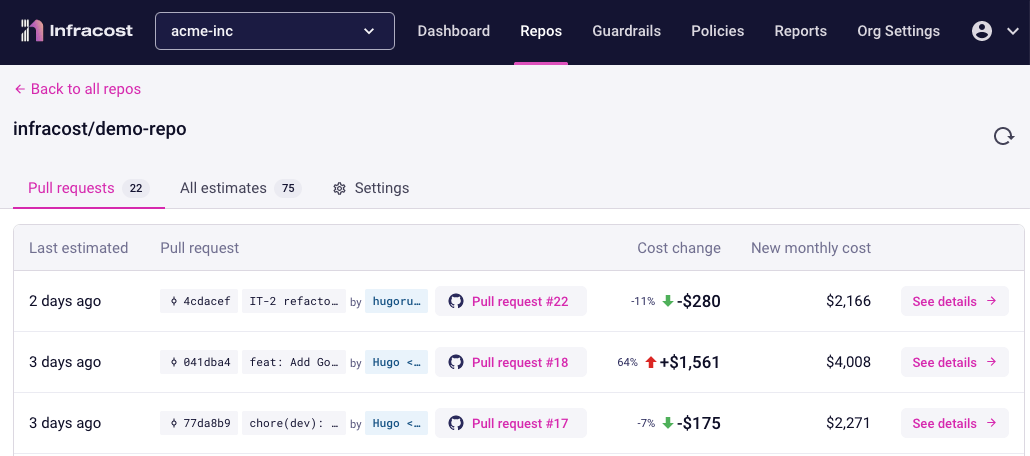 Infracost acme-inc Dashboard Repos Guardrails Policies Reports Org Settings
← Back to all repos
infracost/demo-repo
Pull requests 22 All estimates 75 Settings
Last estimated Pull request Cost change New monthly cost
2 days ago 4cdacef IT-2 refacto… by hugoru… Pull request #22 -11% -$280 $2,166 See details →
3 days ago 041dba4 feat: Add Go… by Hugo <… Pull request #18 64% +$1,561 $4,008 See details →
3 days ago 77da8b9 chore(dev): … by Hugo <… Pull request #17 -7% -$175 $2,271 See details →